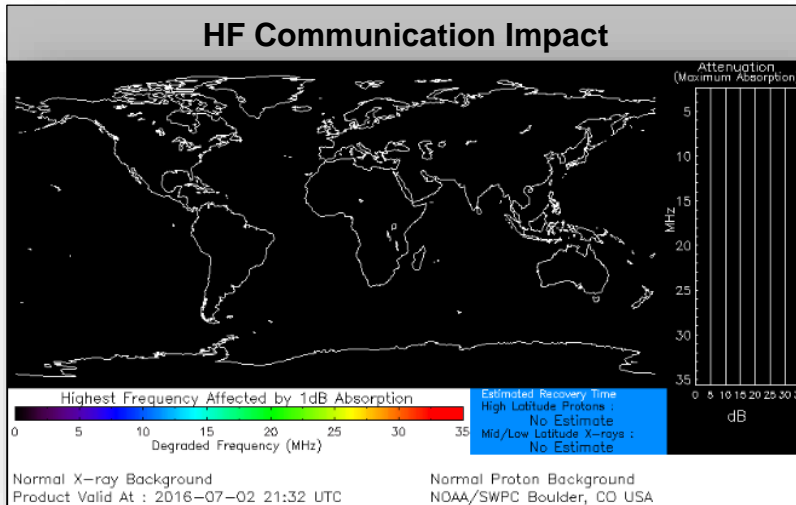 HF Communication Impact
Attenuation
(Maximum Absorption
5
10
15
20
25
30
35
MHz
0 5 10 15 20 25 30 3
dB
Highest Frequency Affected by 1dB Absorption
0 5 10 15 20 25 30 35
Degraded Frequency (MHz)
Estimated Recovery Time
High Latitude Protons :
No Estimate
Mid/Low Latitude X-rays :
No Estimate
Normal X-ray Background
Product Valid At : 2016-07-02 21:32 UTC
Normal Proton Background
NOAA/SWPC Boulder, CO USA